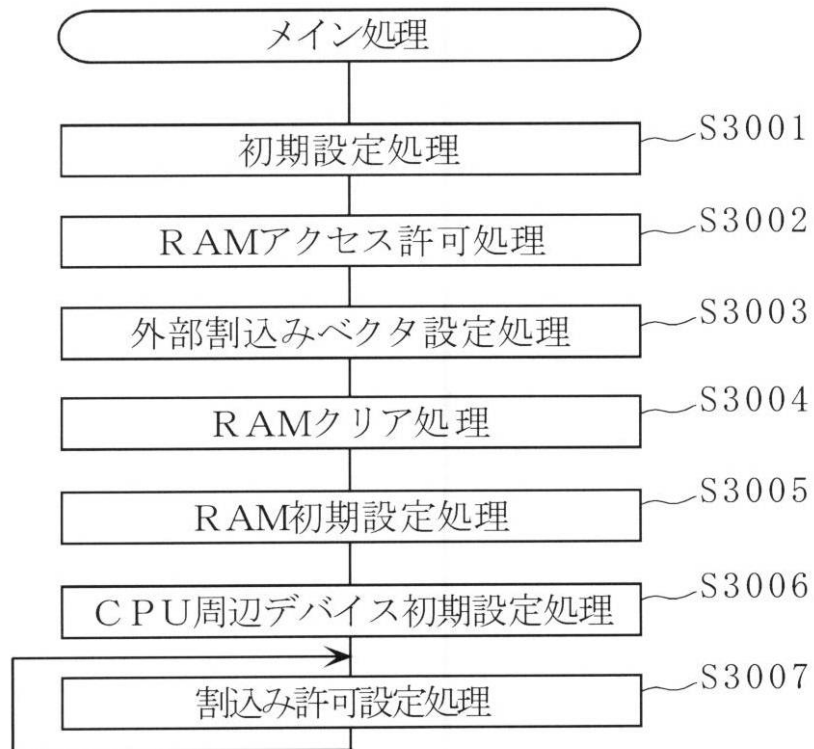 メイン処理
初期設定処理 S3001
RAMアクセス許可処理 S3002
外部割込みベクタ設定処理 S3003
RAMクリア処理 S3004
RAM初期設定処理 S3005
CPU周辺デバイス初期設定処理 S3006
割込み許可設定処理 S3007